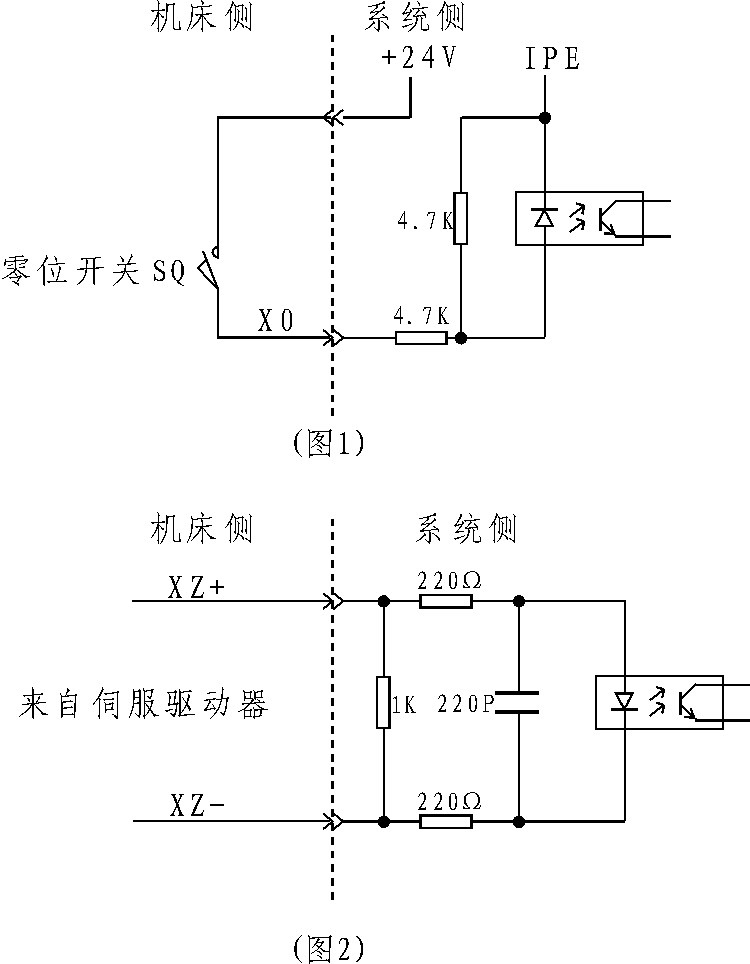 机床侧 系统侧
+24V IPE
4.7K
零位开关SQ
X0 4.7K
(图1)
机床侧 系统侧
XZ+ 220Ω
来自伺服驱动器 1K 220P
XZ- 220Ω
(图2)